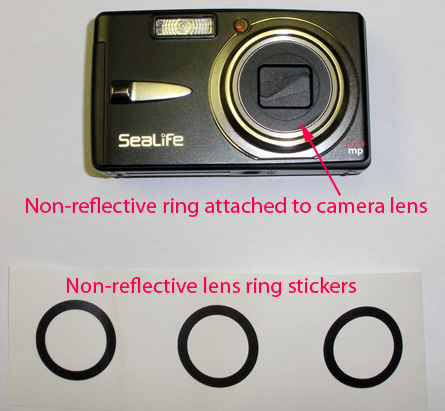 SeaLife
mp
Non-reflective ring attached to camera lens
Non-reflective lens ring stickers